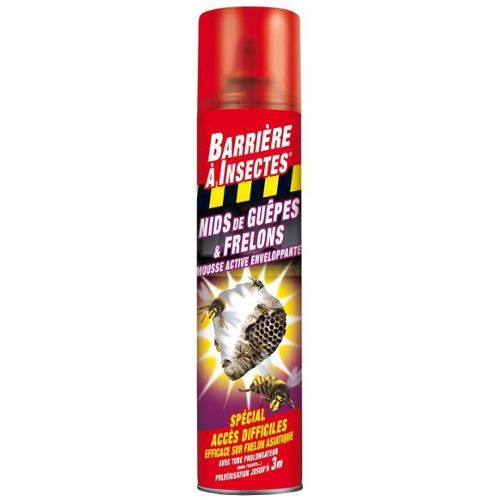 BARRIÈRE
À INSECTES®
NIDS DE GUÊPES
& FRELONS
MOUSSE ACTIVE ENVELOPPANTE
SPÉCIAL
ACCÈS DIFFICILES
EFFICACE SUR FRELON ASIATIQUE
AVEC TUBE PROLONGATEUR
PULVÉRISATION JUSQU'À 3m